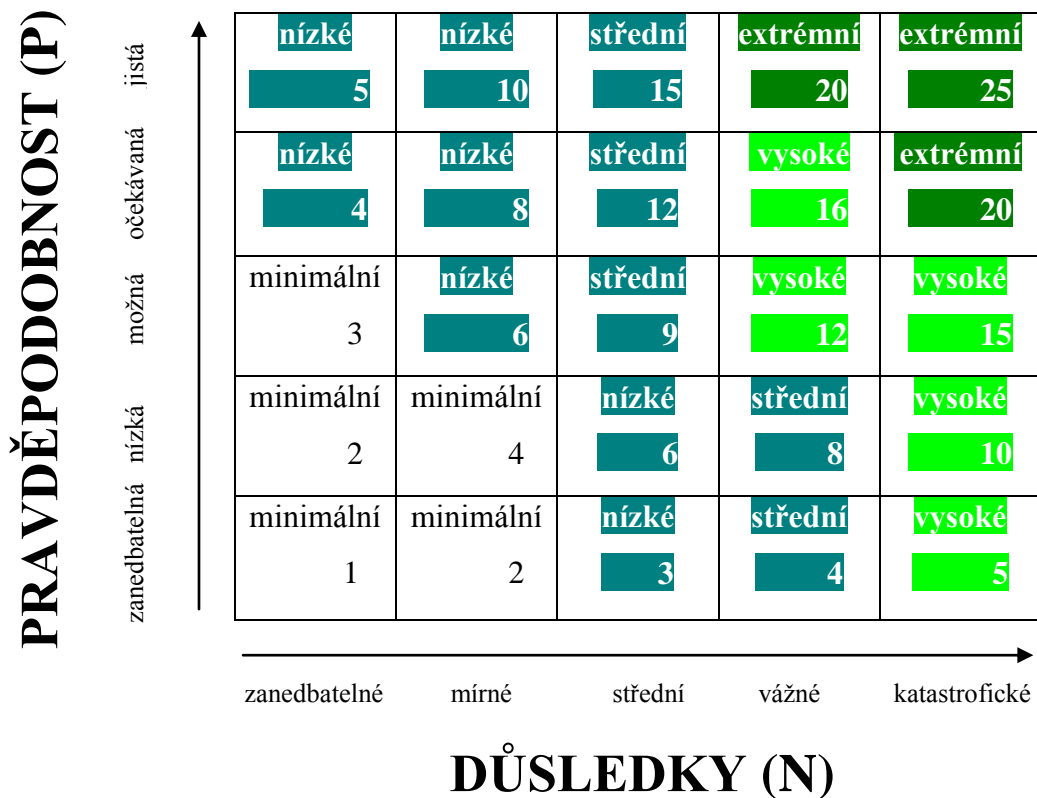 PRAVDĚPODOBNOST (P)
jistá
nízké nízké střední extrémní extrémní
5 10 15 20 25
očekávaná
nízké nízké střední vysoké extrémní
4 8 12 16 20
možná
minimální nízké střední vysoké vysoké
3 6 9 12 15
nízká
minimální minimální nízké střední vysoké
2 4 6 8 10
zanedbatelná
minimální minimální nízké střední vysoké
1 2 3 4 5
zanedbatelné mírné střední vážné katastrofické
DŮSLEDKY (N)